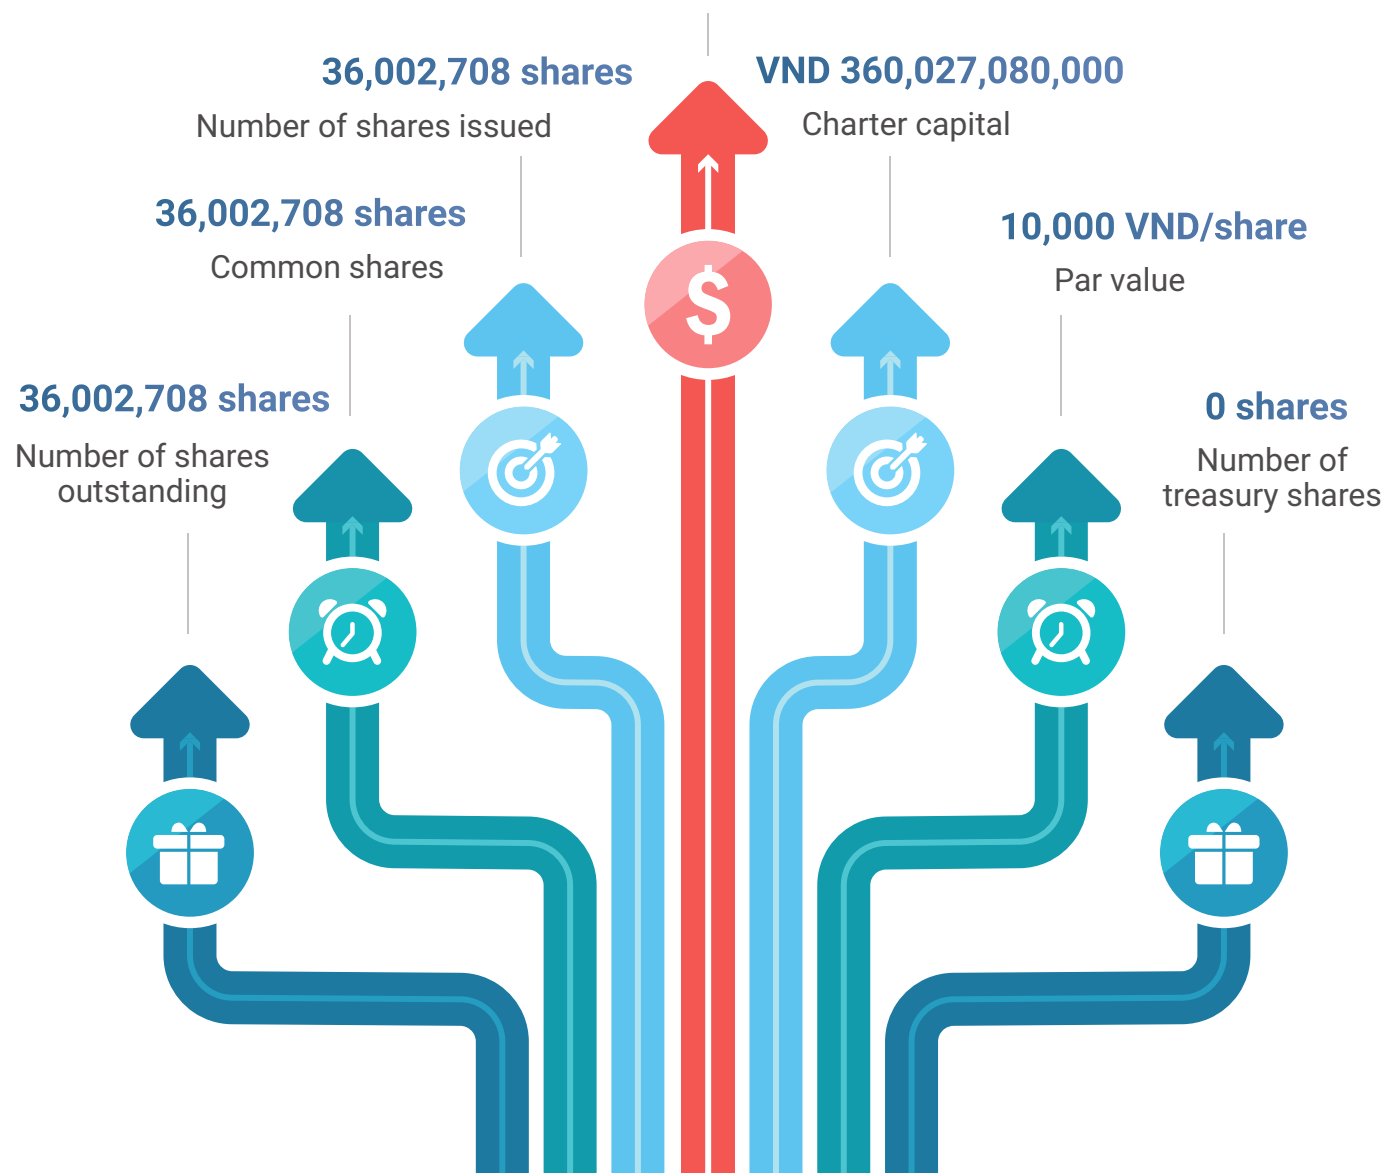 36,002,708 shares
Number of shares issued
VND 360,027,080,000
Charter capital
36,002,708 shares
Common shares
10,000 VND/share
Par value
36,002,708 shares
Number of shares
outstanding
0 shares
Number of
treasury shares
$